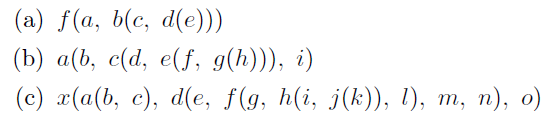 (a) f(a, b(c, d(e)))
(b) a(b, c(d, e(f, g(h))), i)
(c) x(a(b, c), d(e, f(g, h(i, j(k)), l), m, n), o)